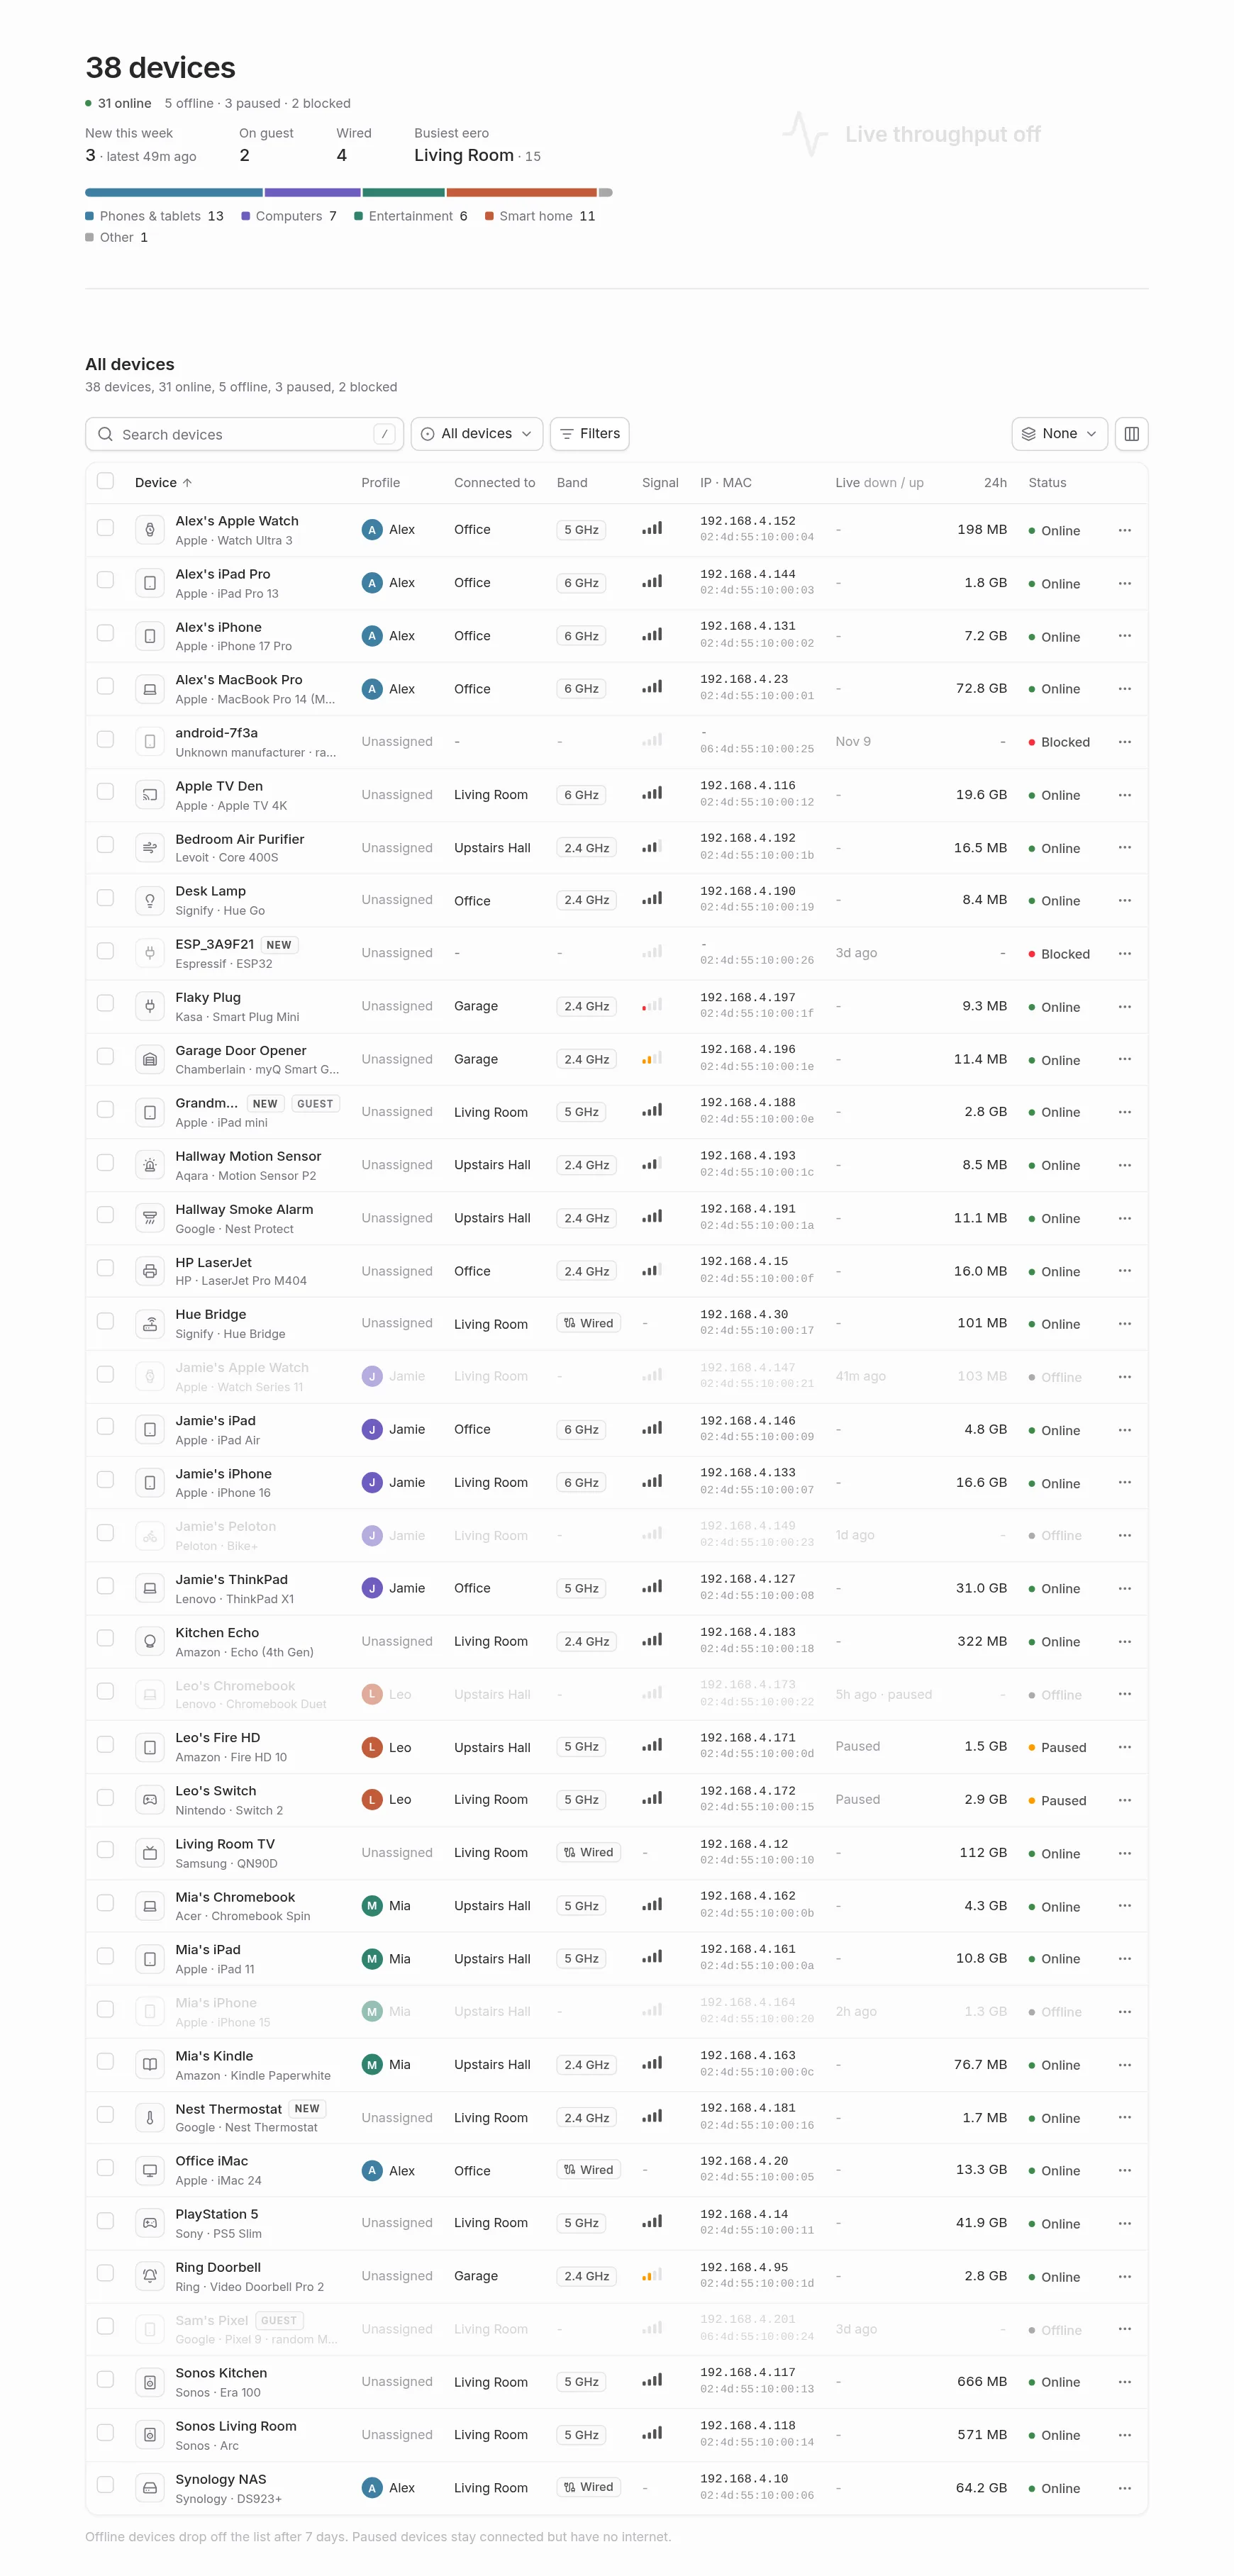 38 devices
31 online 5 offline · 3 paused · 2 blocked
New this week On guest Wired Busiest eero
3 · latest 49m ago 2 4 Living Room · 15
Live throughput off
Phones & tablets 13 Computers 7 Entertainment 6 Smart home 11
Other 1
All devices
38 devices, 31 online, 5 offline, 3 paused, 2 blocked
Search devices / All devices Filters None
Device ↑ Profile Connected to Band Signal IP · MAC Live down / up 24h Status
Alex's Apple Watch
Apple · Watch Ultra 3
A Alex Office 5 GHz 192.168.4.152
02:4d:55:10:00:04
- 198 MB Online
Alex's iPad Pro
Apple · iPad Pro 13
A Alex Office 6 GHz 192.168.4.144
02:4d:55:10:00:03
- 1.8 GB Online
Alex's iPhone
Apple · iPhone 17 Pro
A Alex Office 6 GHz 192.168.4.131
02:4d:55:10:00:02
- 7.2 GB Online
Alex's MacBook Pro
Apple · MacBook Pro 14 (M...
A Alex Office 6 GHz 192.168.4.23
02:4d:55:10:00:01
- 72.8 GB Online
android-7f3a
Unknown manufacturer · ra...
Unassigned - - -
06:4d:55:10:00:25
Nov 9 - Blocked
Apple TV Den
Apple · Apple TV 4K
Unassigned Living Room 6 GHz 192.168.4.116
02:4d:55:10:00:12
- 19.6 GB Online
Bedroom Air Purifier
Levoit · Core 400S
Unassigned Upstairs Hall 2.4 GHz 192.168.4.192
02:4d:55:10:00:1b
- 16.5 MB Online
Desk Lamp
Signify · Hue Go
Unassigned Office 2.4 GHz 192.168.4.190
02:4d:55:10:00:19
- 8.4 MB Online
ESP_3A9F21 NEW
Espressif · ESP32
Unassigned - - -
02:4d:55:10:00:26
3d ago - Blocked
Flaky Plug
Kasa · Smart Plug Mini
Unassigned Garage 2.4 GHz 192.168.4.197
02:4d:55:10:00:1f
- 9.3 MB Online
Garage Door Opener
Chamberlain · myQ Smart G...
Unassigned Garage 2.4 GHz 192.168.4.196
02:4d:55:10:00:1e
- 11.4 MB Online
Grandm... NEW GUEST
Apple · iPad mini
Unassigned Living Room 5 GHz 192.168.4.188
02:4d:55:10:00:0e
- 2.8 GB Online
Hallway Motion Sensor
Aqara · Motion Sensor P2
Unassigned Upstairs Hall 2.4 GHz 192.168.4.193
02:4d:55:10:00:1c
- 8.5 MB Online
Hallway Smoke Alarm
Google · Nest Protect
Unassigned Upstairs Hall 2.4 GHz 192.168.4.191
02:4d:55:10:00:1a
- 11.1 MB Online
HP LaserJet
HP · LaserJet Pro M404
Unassigned Office 2.4 GHz 192.168.4.15
02:4d:55:10:00:0f
- 16.0 MB Online
Hue Bridge
Signify · Hue Bridge
Unassigned Living Room Wired - 192.168.4.30
02:4d:55:10:00:17
- 101 MB Online
Jamie's Apple Watch
Apple · Watch Series 11
J Jamie Living Room - 192.168.4.147
02:4d:55:10:00:21
41m ago 103 MB Offline
Jamie's iPad
Apple · iPad Air
J Jamie Office 6 GHz 192.168.4.146
02:4d:55:10:00:09
- 4.8 GB Online
Jamie's iPhone
Apple · iPhone 16
J Jamie Living Room 6 GHz 192.168.4.133
02:4d:55:10:00:07
- 16.6 GB Online
Jamie's Peloton
Peloton · Bike+
J Jamie Living Room - 192.168.4.149
02:4d:55:10:00:23
1d ago - Offline
Jamie's ThinkPad
Lenovo · ThinkPad X1
J Jamie Office 5 GHz 192.168.4.127
02:4d:55:10:00:08
- 31.0 GB Online
Kitchen Echo
Amazon · Echo (4th Gen)
Unassigned Living Room 2.4 GHz 192.168.4.183
02:4d:55:10:00:18
- 322 MB Online
Leo's Chromebook
Lenovo · Chromebook Duet
L Leo Upstairs Hall - 192.168.4.173
02:4d:55:10:00:22
5h ago · paused - Offline
Leo's Fire HD
Amazon · Fire HD 10
L Leo Upstairs Hall 5 GHz 192.168.4.171
02:4d:55:10:00:0d
Paused 1.5 GB Paused
Leo's Switch
Nintendo · Switch 2
L Leo Living Room 5 GHz 192.168.4.172
02:4d:55:10:00:15
Paused 2.9 GB Paused
Living Room TV
Samsung · QN90D
Unassigned Living Room Wired - 192.168.4.12
02:4d:55:10:00:10
- 112 GB Online
Mia's Chromebook
Acer · Chromebook Spin
M Mia Upstairs Hall 5 GHz 192.168.4.162
02:4d:55:10:00:0b
- 4.3 GB Online
Mia's iPad
Apple · iPad 11
M Mia Upstairs Hall 5 GHz 192.168.4.161
02:4d:55:10:00:0a
- 10.8 GB Online
Mia's iPhone
Apple · iPhone 15
M Mia Upstairs Hall - 192.168.4.164
02:4d:55:10:00:20
2h ago 1.3 GB Offline
Mia's Kindle
Amazon · Kindle Paperwhite
M Mia Upstairs Hall 2.4 GHz 192.168.4.163
02:4d:55:10:00:0c
- 76.7 MB Online
Nest Thermostat NEW
Google · Nest Thermostat
Unassigned Living Room 2.4 GHz 192.168.4.181
02:4d:55:10:00:16
- 1.7 MB Online
Office iMac
Apple · iMac 24
A Alex Office Wired - 192.168.4.20
02:4d:55:10:00:05
- 13.3 GB Online
PlayStation 5
Sony · PS5 Slim
Unassigned Living Room 5 GHz 192.168.4.14
02:4d:55:10:00:11
- 41.9 GB Online
Ring Doorbell
Ring · Video Doorbell Pro 2
Unassigned Garage 2.4 GHz 192.168.4.95
02:4d:55:10:00:1d
- 2.8 GB Online
Sam's Pixel GUEST
Google · Pixel 9 · random M...
Unassigned Living Room - 192.168.4.201
06:4d:55:10:00:24
3d ago - Offline
Sonos Kitchen
Sonos · Era 100
Unassigned Living Room 5 GHz 192.168.4.117
02:4d:55:10:00:13
- 666 MB Online
Sonos Living Room
Sonos · Arc
Unassigned Living Room 5 GHz 192.168.4.118
02:4d:55:10:00:14
- 571 MB Online
Synology NAS
Synology · DS923+
A Alex Living Room Wired - 192.168.4.10
02:4d:55:10:00:06
- 64.2 GB Online
Offline devices drop off the list after 7 days. Paused devices stay connected but have no internet.